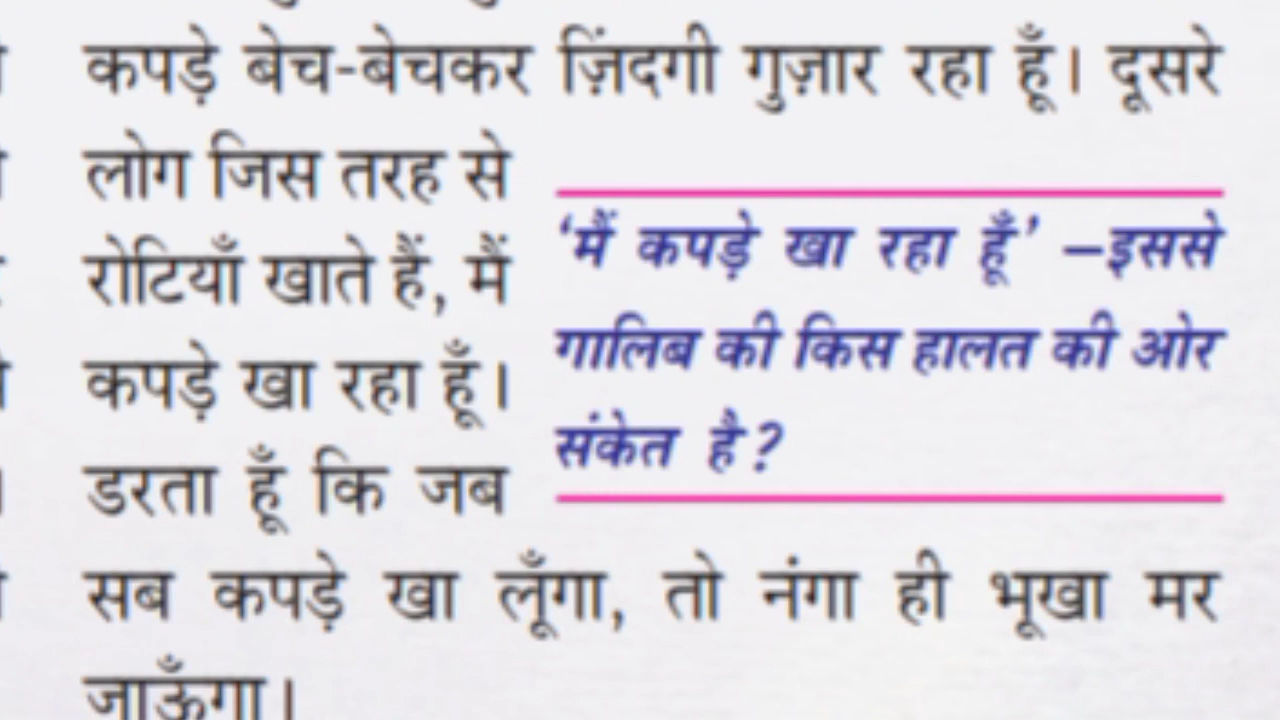 कपड़े बेच-बेचकर ज़िंदगी गुज़ार रहा हूँ। दूसरे
लोग जिस तरह से
रोटियाँ खाते हैं, मैं
कपड़े खा रहा हूँ।
डरता हूँ कि जब
‘मैं कपड़े खा रहा हूँ’ –इससे
गालिब की किस हालत की ओर
संकेत है?
सब कपड़े खा लूँगा, तो नंगा ही भूखा मर
जाऊँगा।